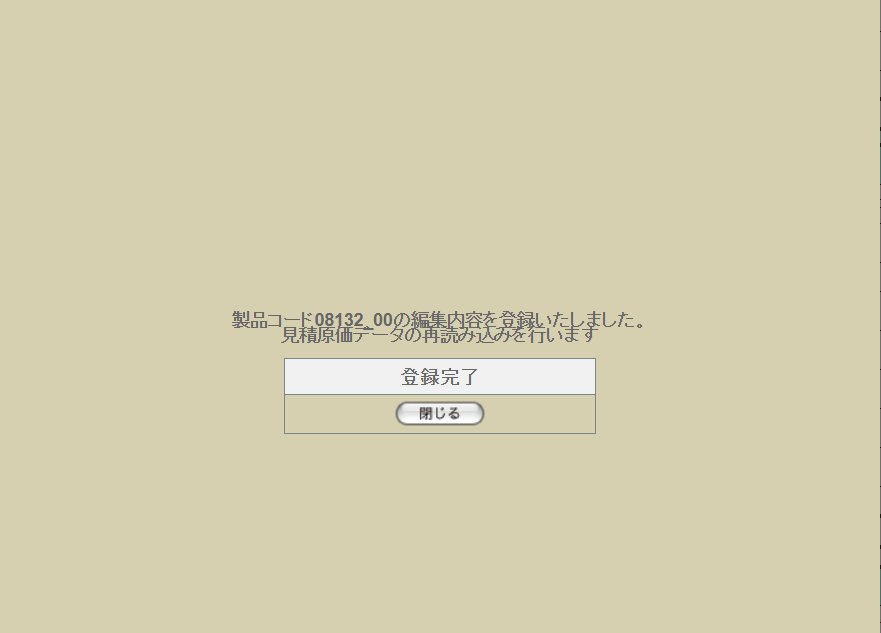 製品コード08132_00の編集内容を登録いたしました。
見積原価データの再読み込みを行います
登録完了
閉じる